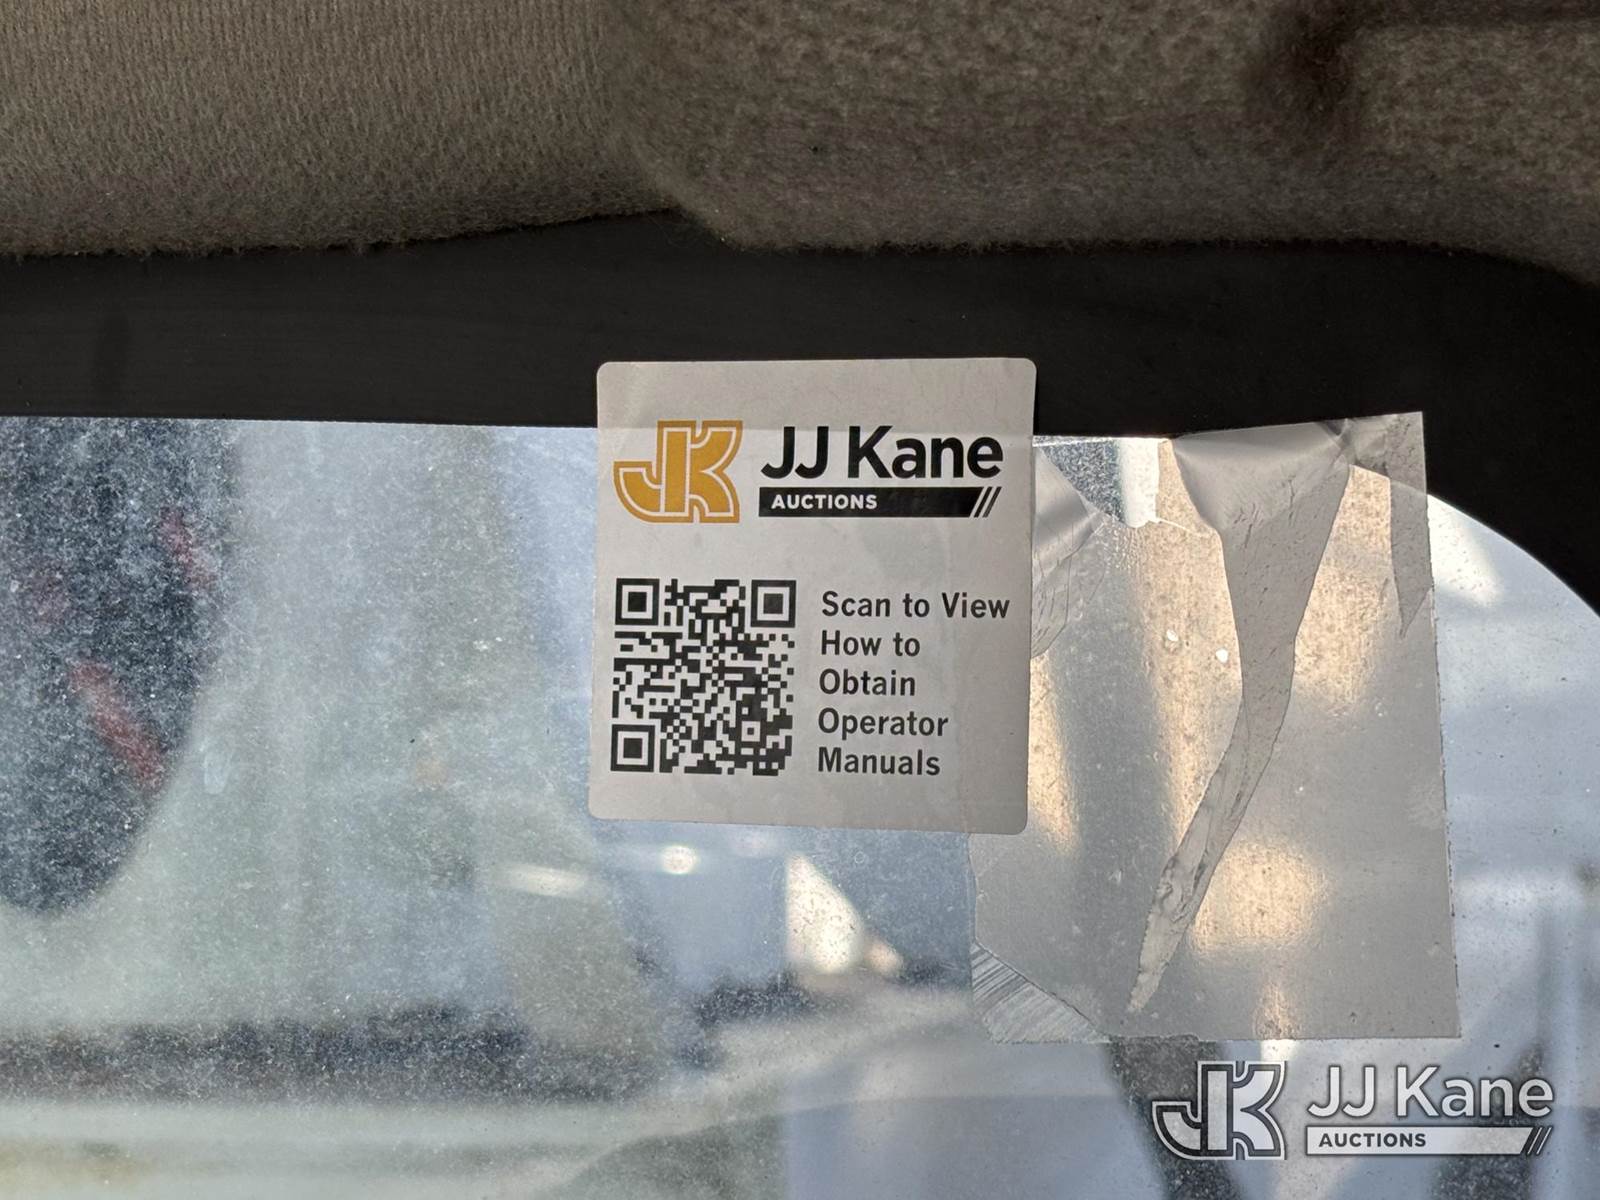 JK JJ Kane
AUCTIONS
Scan to View
How to
Obtain
Operator
Manuals
JK JJ Kane
AUCTIONS